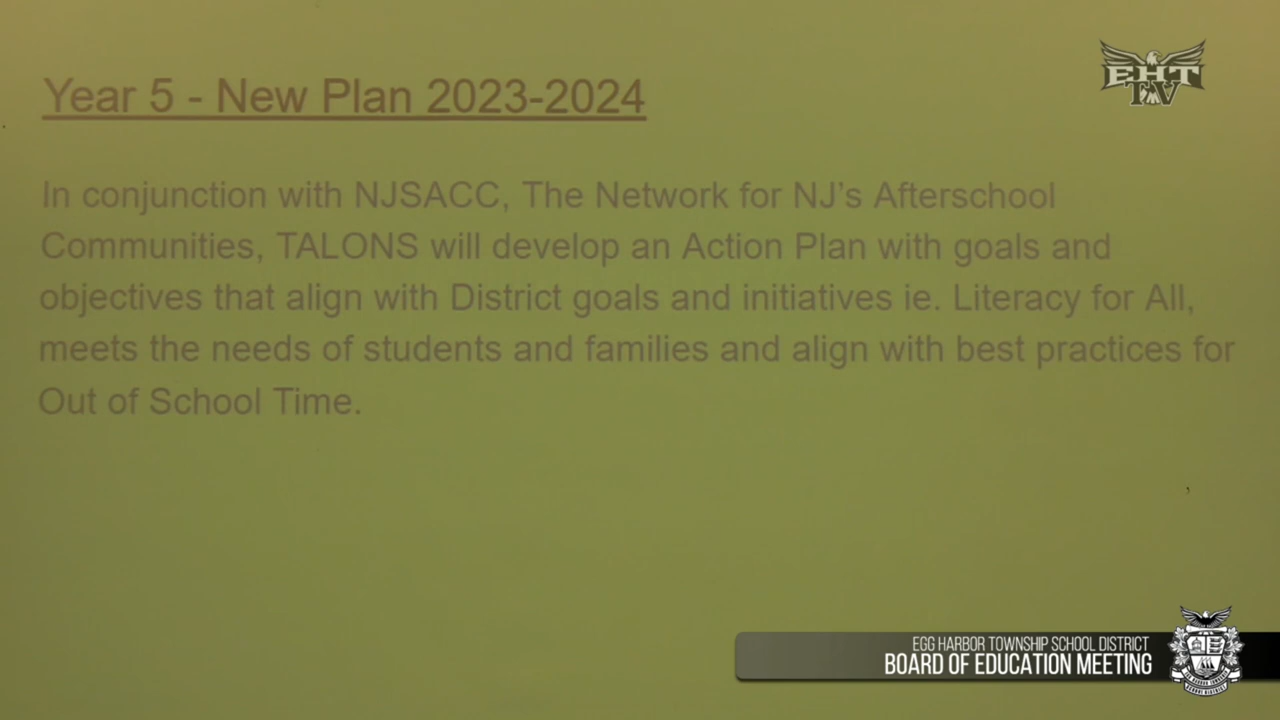 EHT
TV
Year 5 - New Plan 2023-2024
In conjunction with NJSACC, The Network for NJ's Afterschool
Communities, TALONS will develop an Action Plan with goals and
objectives that align with District goals and initiatives ie. Literacy for All,
meets the needs of students and families and align with best practices for
Out of School Time.
EGG HARBOR TOWNSHIP SCHOOL DISTRICT
BOARD OF EDUCATION MEETING